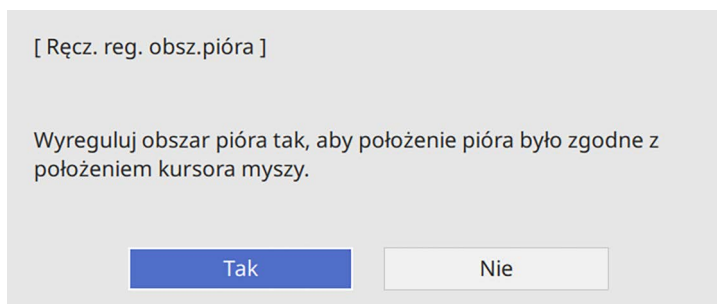 [ Ręcz. reg. obsz.pióra ]
Wyreguluj obszar pióra tak, aby położenie pióra było zgodne z
położeniem kursora myszy.
Tak
Nie